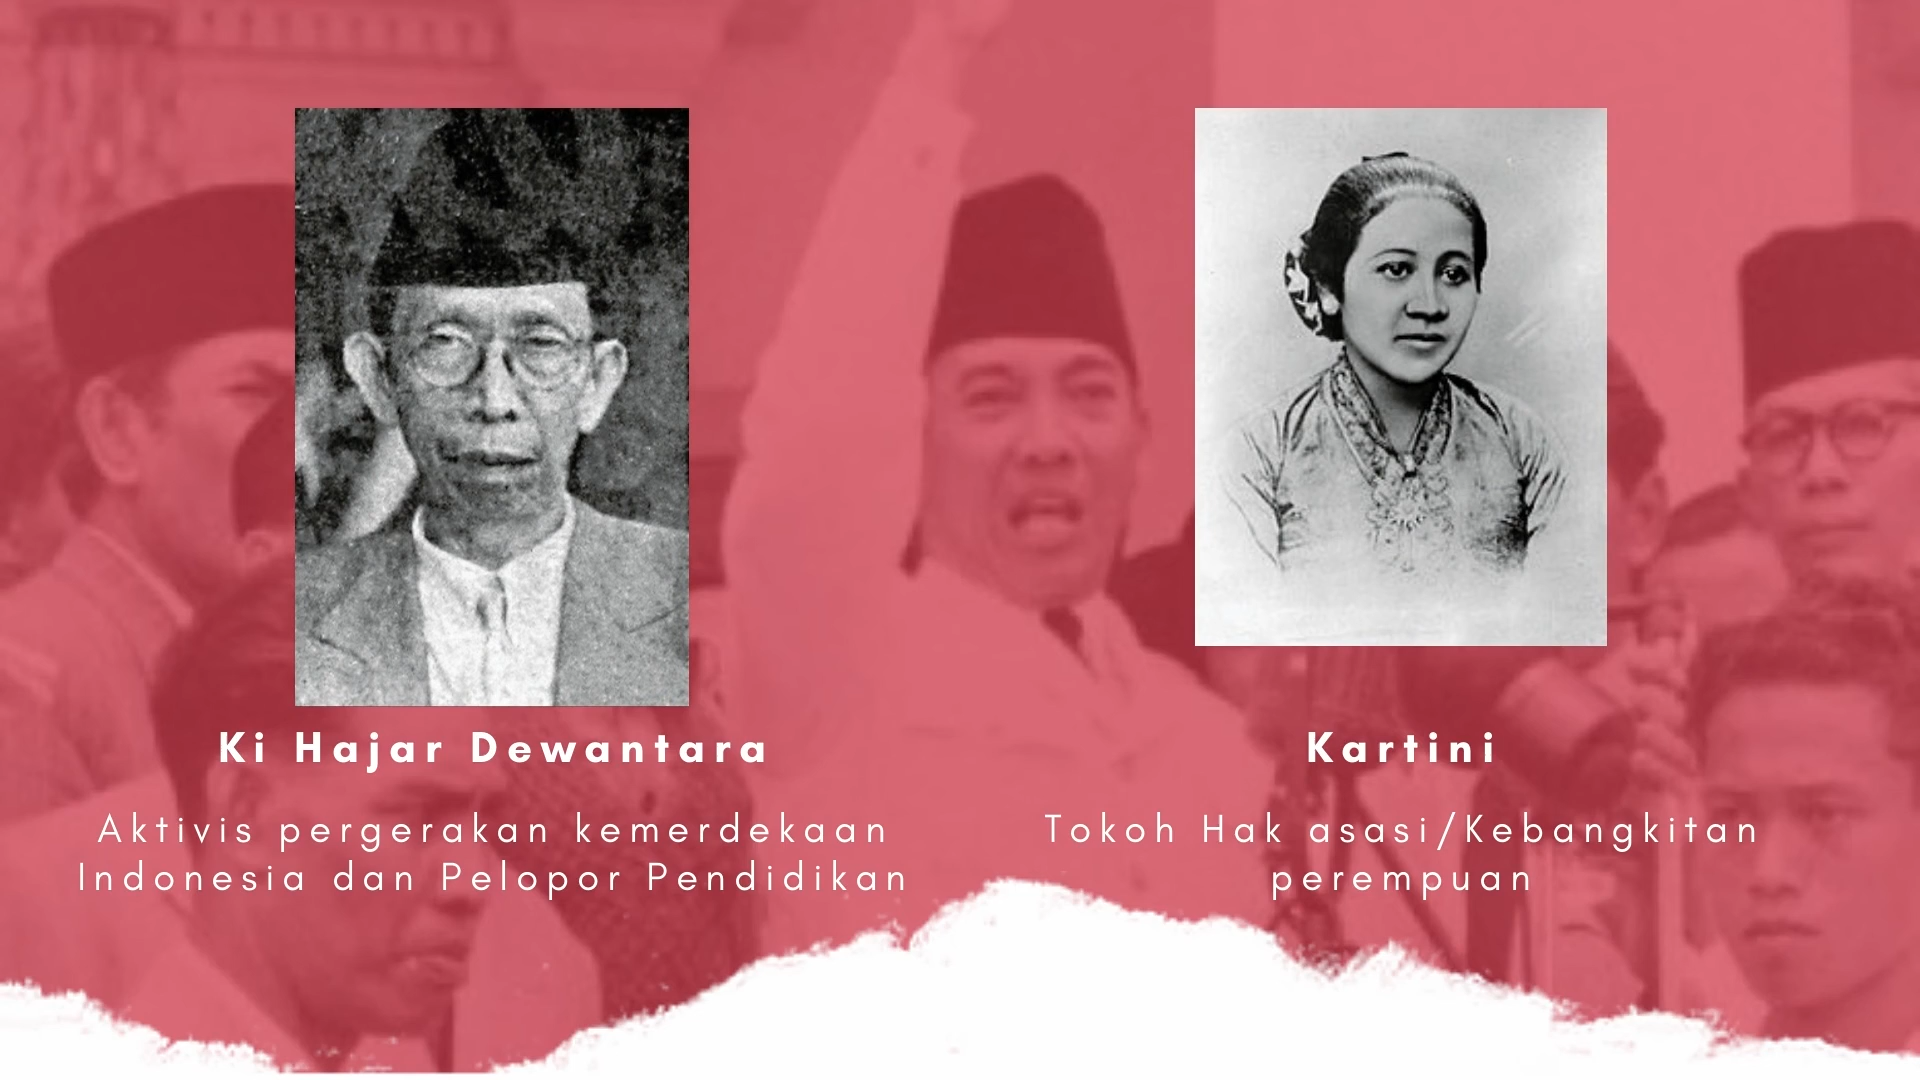 Ki Hajar Dewantara
Aktivis pergerakan kemerdekaan
Indonesia dan Pelopor Pendidikan
Kartini
Tokoh Hak asasi/Kebangkitan
perempuan